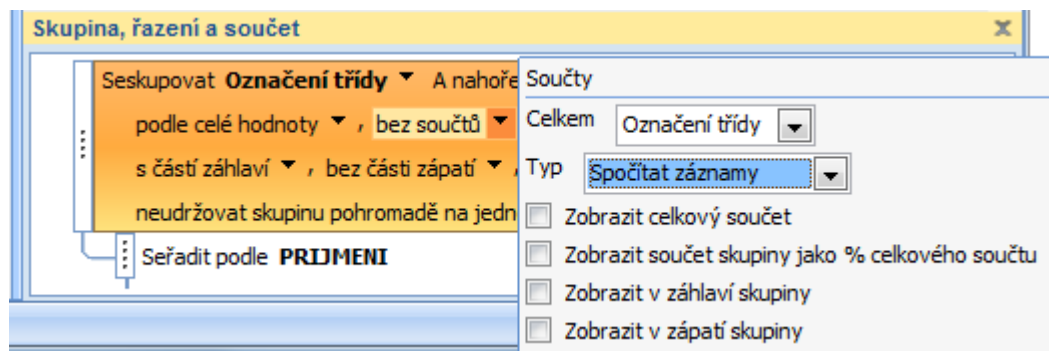 Skupina, řazení a součet
Seskupovat Označení třídy A nahoře
podle celé hodnoty , bez součtů
s částí záhlaví , bez části zápatí ,
neudržovat skupinu pohromadě na jedn
Seřadit podle PRIJMENI
Součty
Celkem Označení třídy
Typ Spočítat záznamy
Zobrazit celkový součet
Zobrazit součet skupiny jako % celkového součtu
Zobrazit v záhlaví skupiny
Zobrazit v zápatí skupiny